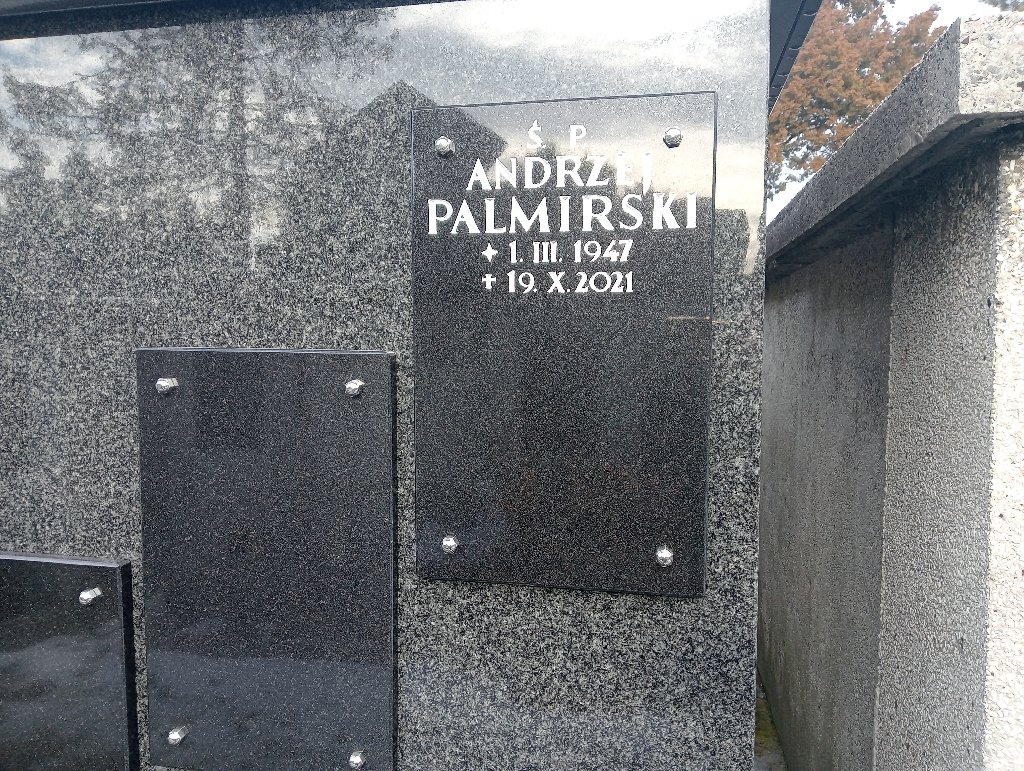 Ś. P.
ANDRZEJ
PALMIRSKI
✦ 1. III. 1947
✝ 19. X. 2021